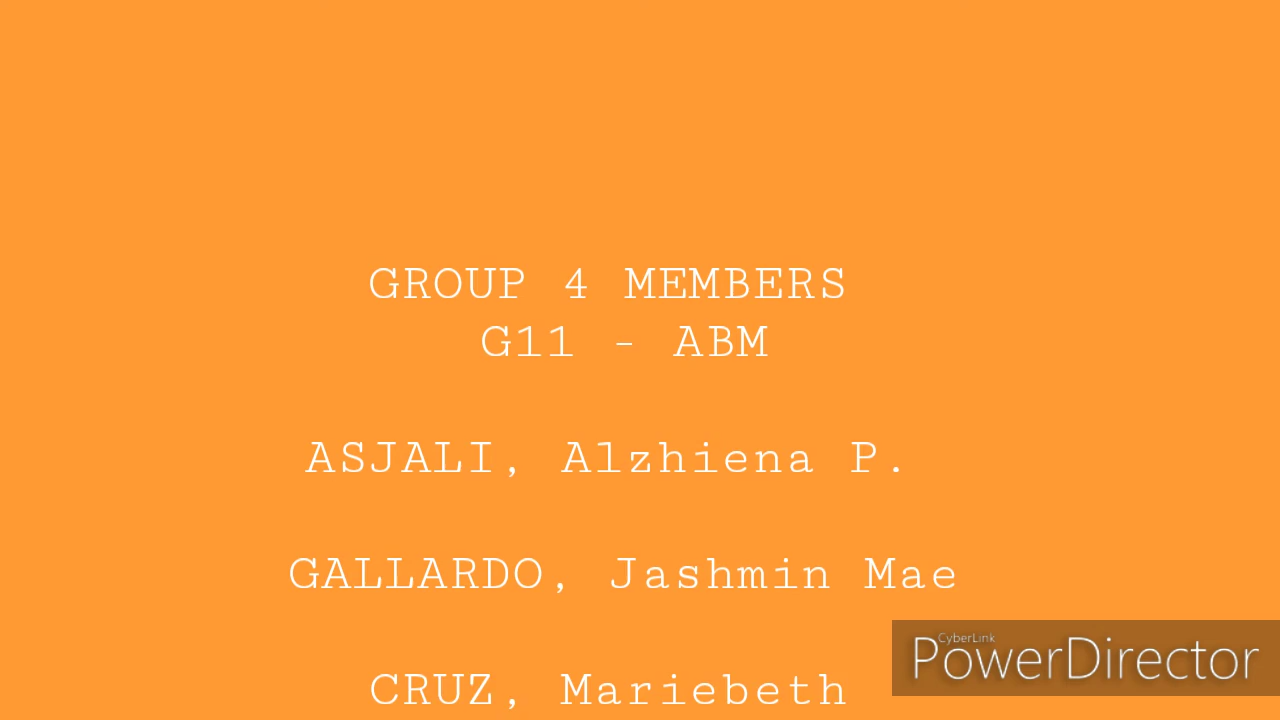 GROUP 4 MEMBERS
G11 - ABM
ASJALI, Alzhiena P.
GALLARDO, Jashmin Mae
CRUZ, Mariebeth
CyberLink
PowerDirector